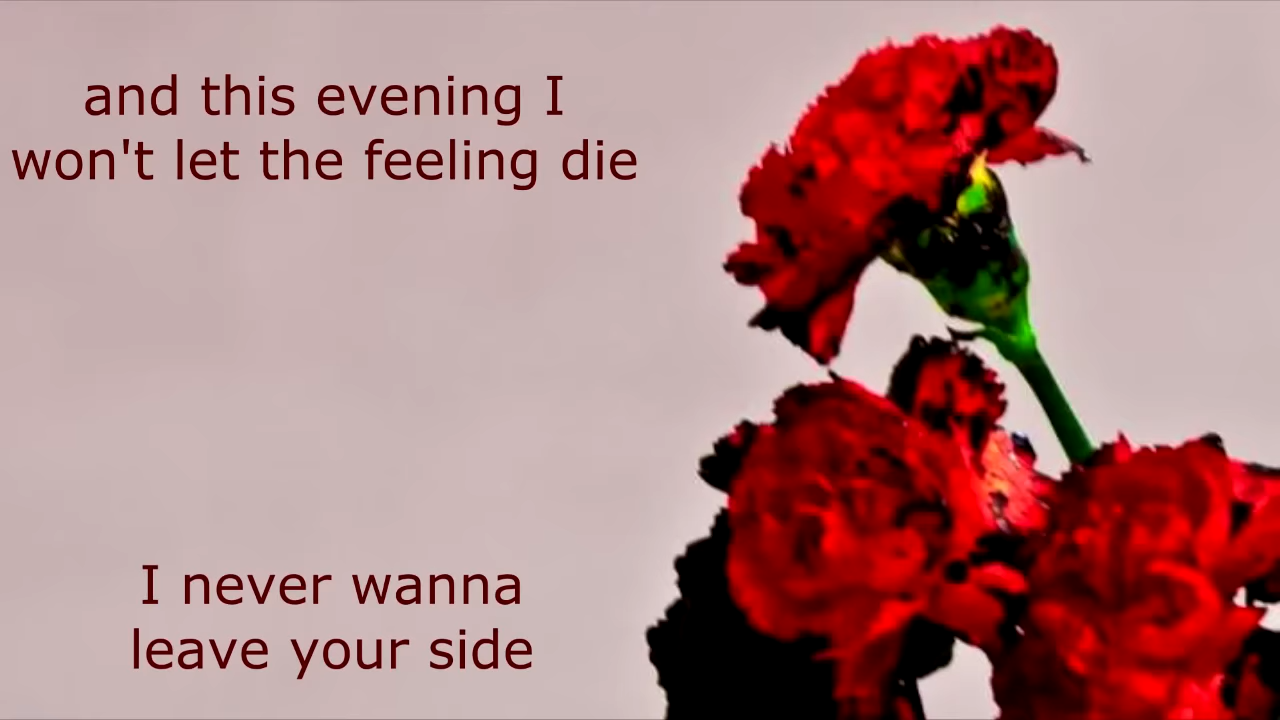 and this evening I
won't let the feeling die
I never wanna
leave your side